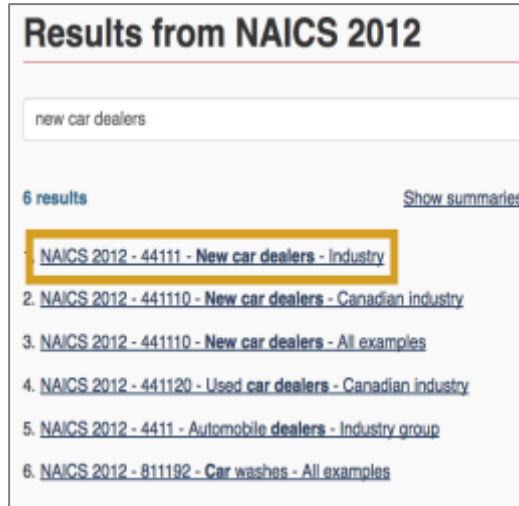 Results from NAICS 2012
new car dealers
6 results Show summaries
1. NAICS 2012 - 44111 - New car dealers - Industry
2. NAICS 2012 - 441110 - New car dealers - Canadian industry
3. NAICS 2012 - 441110 - New car dealers - All examples
4. NAICS 2012 - 441120 - Used car dealers - Canadian industry
5. NAICS 2012 - 4411 - Automobile dealers - Industry group
6. NAICS 2012 - 811192 - Car washes - All examples